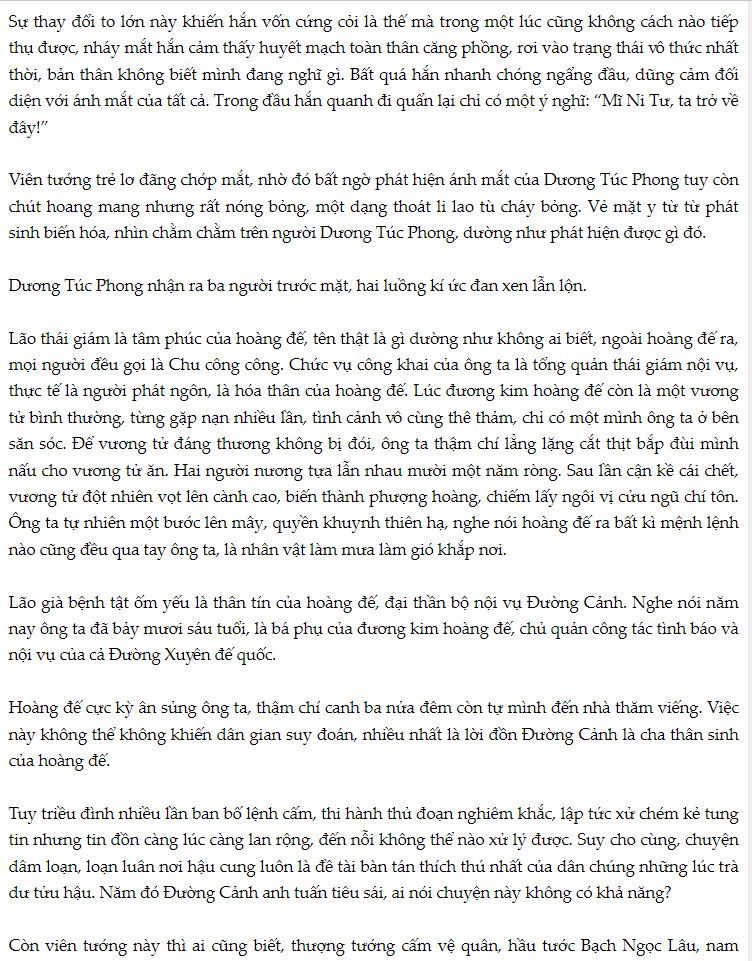 Sự thay đổi to lớn này khiến hắn vốn cứng cỏi là thế mà trong một lúc cũng không cách nào tiếp
thụ được, nháy mắt hắn cảm thấy huyết mạch toàn thân căng phồng, rơi vào trạng thái vô thức nhất
thời, bản thân không biết mình đang nghĩ gì. Bất quá hắn nhanh chóng ngẩng đầu, dũng cảm đối
diện với ánh mắt của tất cả. Trong đầu hắn quanh đi quẩn lại chỉ có một ý nghĩ: “Mĩ Ni Tư, ta trở về
đây!”
Viên tướng trẻ lơ đãng chớp mắt, nhờ đó bất ngờ phát hiện ánh mắt của Dương Túc Phong tuy còn
chút hoang mang nhưng rất nóng bỏng, một dạng thoát li lao tù cháy bỏng. Vẻ mặt y từ từ phát
sinh biến hóa, nhìn chằm chằm trên người Dương Túc Phong, dường như phát hiện được gì đó.
Dương Túc Phong nhận ra ba người trước mặt, hai luồng kí ức đan xen lẫn lộn.
Lão thái giám là tâm phúc của hoàng đế, tên thật là gì dường như không ai biết, ngoài hoàng đế ra,
mọi người đều gọi là Chu công công. Chức vụ công khai của ông ta là tổng quản thái giám nội vụ,
thực tế là người phát ngôn, là hóa thân của hoàng đế. Lúc đương kim hoàng đế còn là một vương
tử bình thường, từng gặp nạn nhiều lần, tình cảnh vô cùng thê thảm, chỉ có một mình ông ta ở bên
săn sóc. Để vương tử đáng thương không bị đói, ông ta thậm chí lẳng lặng cắt thịt bắp đùi mình
nấu cho vương tử ăn. Hai người nương tựa lẫn nhau mười một năm ròng. Sau lần cận kề cái chết,
vương tử đột nhiên vọt lên cành cao, biến thành phượng hoàng, chiếm lấy ngôi vị cửu ngũ chí tôn.
Ông ta tự nhiên một bước lên mây, quyền khuynh thiên hạ, nghe nói hoàng đế ra bất kì mệnh lệnh
nào cũng đều qua tay ông ta, là nhân vật làm mưa làm gió khắp nơi.
Lão già bệnh tật ốm yếu là thân tín của hoàng đế, đại thần bộ nội vụ Đường Cảnh. Nghe nói năm
nay ông ta đã bảy mươi sáu tuổi, là bá phụ của đương kim hoàng đế, chủ quản công tác tình báo và
nội vụ của cả Đường Xuyên đế quốc.
Hoàng đế cực kỳ ân sủng ông ta, thậm chí canh ba nửa đêm còn tự mình đến nhà thăm viếng. Việc
này không thể không khiến dân gian suy đoán, nhiều nhất là lời đồn Đường Cảnh là cha thân sinh
của hoàng đế.
Tuy triều đình nhiều lần ban bố lệnh cấm, thi hành thủ đoạn nghiêm khắc, lập tức xử chém kẻ tung
tin nhưng tin đồn càng lúc càng lan rộng, đến nỗi không thể nào xử lý được. Suy cho cùng, chuyện
dâm loạn, loạn luân nơi hậu cung luôn là đề tài bàn tán thích thú nhất của dân chúng những lúc trà
dư tửu hậu. Năm đó Đường Cảnh anh tuấn tiêu sái, ai nói chuyện này không có khả năng?
Còn viên tướng này thì ai cũng biết, thượng tướng cấm vệ quân, hầu tước Bạch Ngọc Lâu, nam